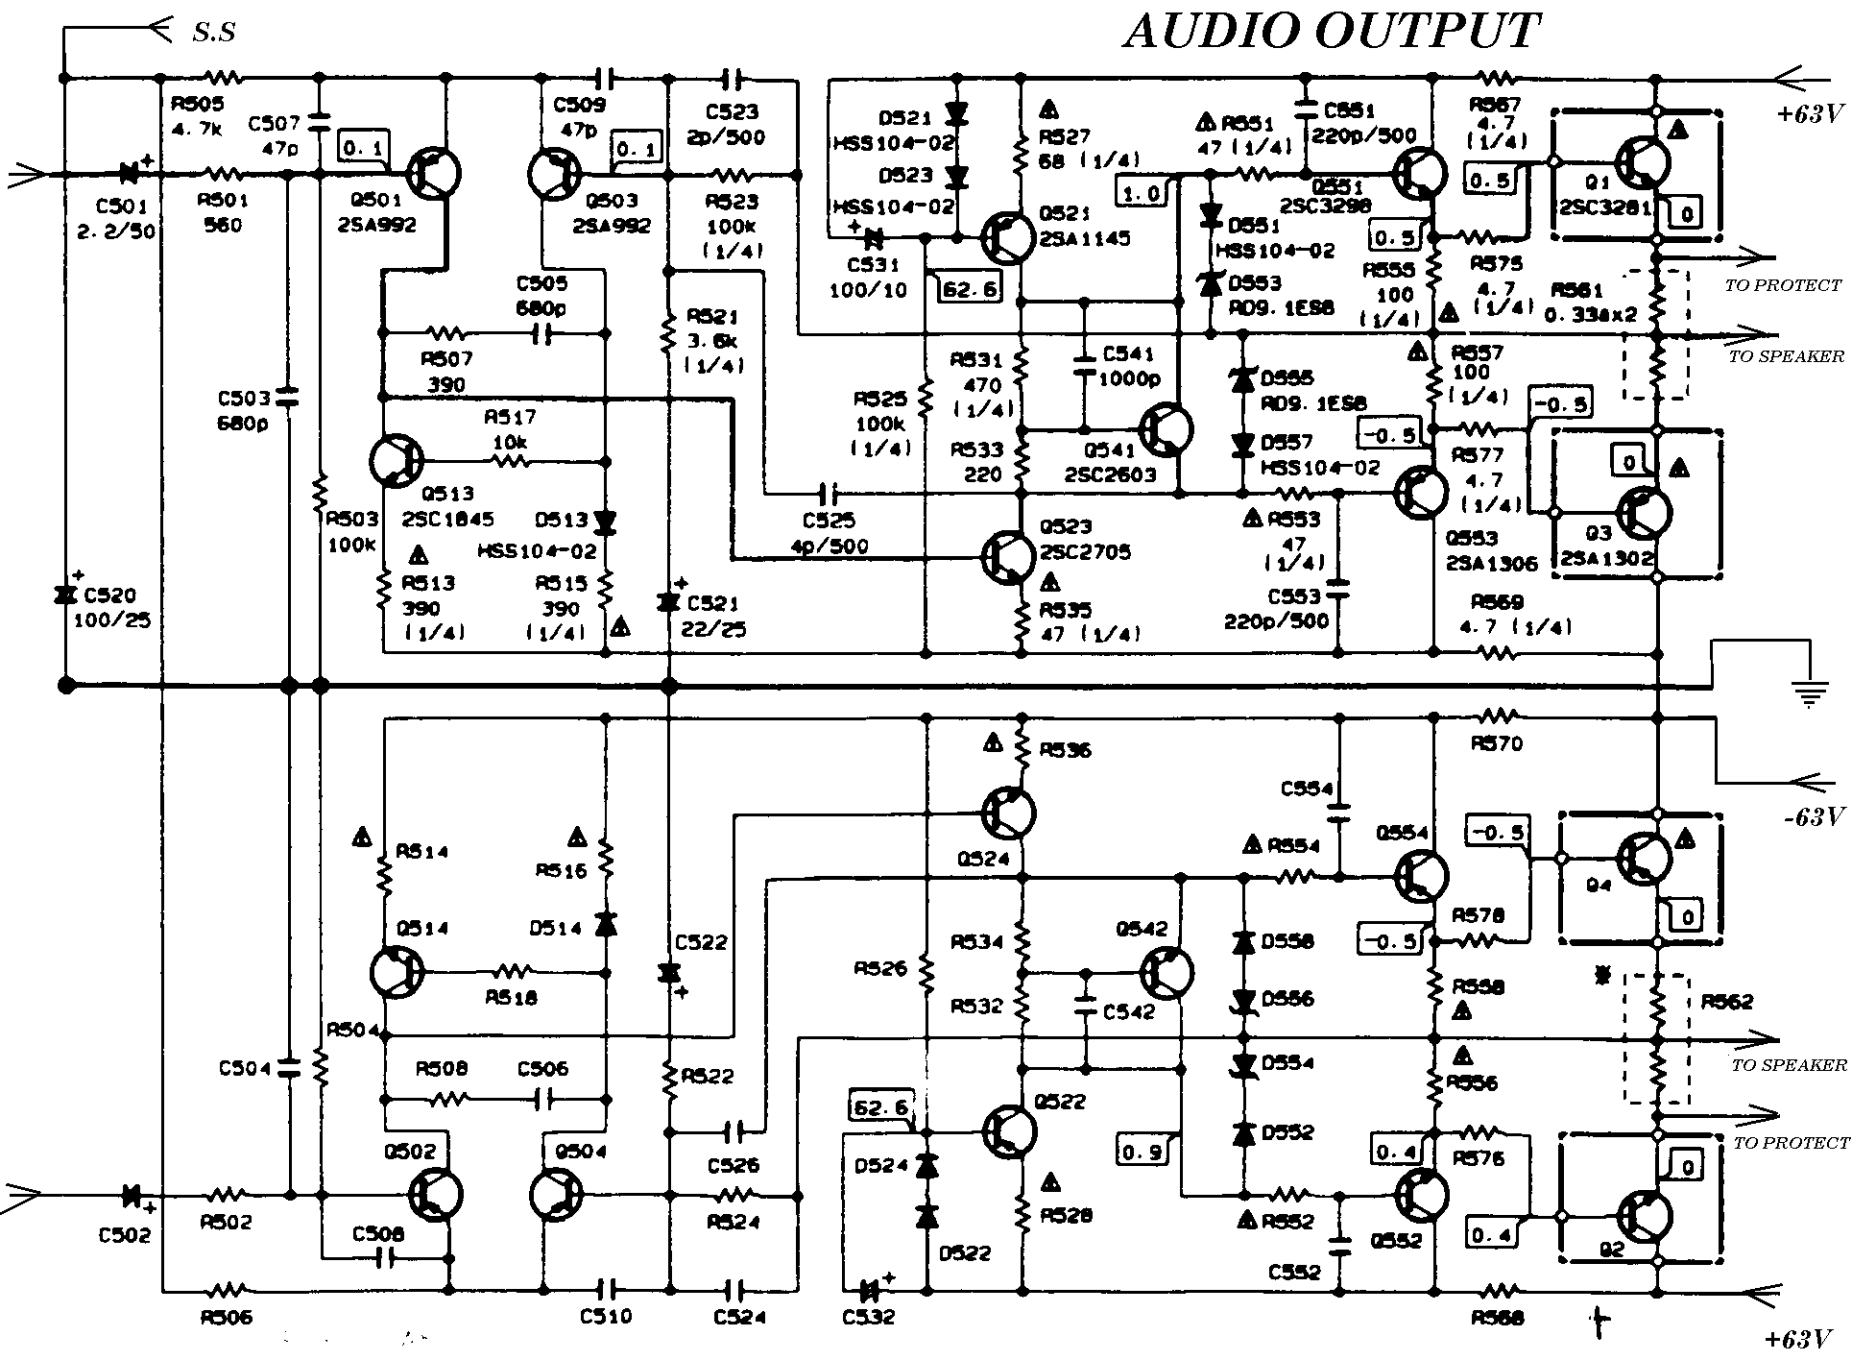 AUDIO OUTPUT
S.S
R505
4.7k
C507
47p
0.1
C509
47p
0.1
C523
2p/500
C501
2.2/50
R501
560
Q501
2SA992
Q503
2SA992
R523
100k
(1/4)
D521
HSS104-02
D523
HSS104-02
R527
68 (1/4)
Q521
2SA1145
C531
100/10
62.6
1.0
R551
47 (1/4)
C551
220p/500
Q551
2SC3298
R567
4.7
(1/4)
+63V
0.5
Q1
2SC3281
0
0.5
D551
HSS104-02
D553
RD9.1ESB
R555
100
(1/4)
R575
4.7
(1/4)
R561
0.33Ωx2
TO PROTECT
TO SPEAKER
C505
680p
R507
390
R521
3.6k
(1/4)
C503
680p
R517
10k
R525
100k
(1/4)
R531
470
(1/4)
C541
1000p
R533
220
Q541
2SC2603
D555
RD9.1ESB
D557
HSS104-02
R557
100
(1/4)
-0.5
-0.5
R577
4.7
(1/4)
0
Q3
2SA1302
Q513
2SC1845
D513
HSS104-02
R503
100k
R513
390
(1/4)
R515
390
(1/4)
C520
100/25
C521
22/25
C525
4p/500
Q523
2SC2705
R535
47 (1/4)
R553
47
(1/4)
C553
220p/500
Q553
2SA1306
R569
4.7 (1/4)
R536
R570
-63V
C554
Q524
R554
Q554
-0.5
Q4
0
R514
R516
Q514
D514
R518
C522
R526
R534
R532
Q542
C542
D558
D556
-0.5
R578
R558
R562
R504
C504
R508
C506
R522
TO SPEAKER
D554
R556
62.6
Q522
0.9
D552
0.4
R576
TO PROTECT
0
Q502
Q504
C526
D524
R528
C502
R502
C508
R524
D522
R552
Q552
0.4
Q2
C552
R506
C510
C524
C532
R568
+63V